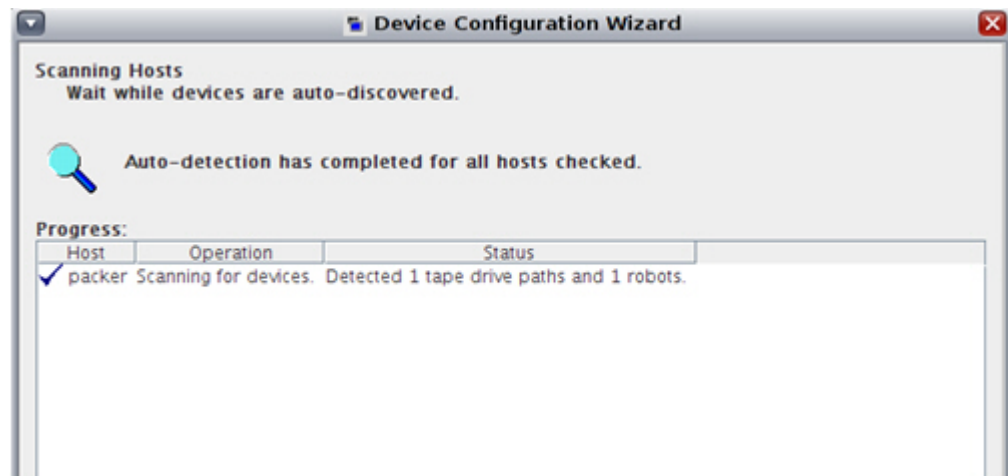 Device Configuration Wizard
Scanning Hosts
Wait while devices are auto-discovered.
Auto-detection has completed for all hosts checked.
Progress:
Host Operation Status
packer Scanning for devices. Detected 1 tape drive paths and 1 robots.